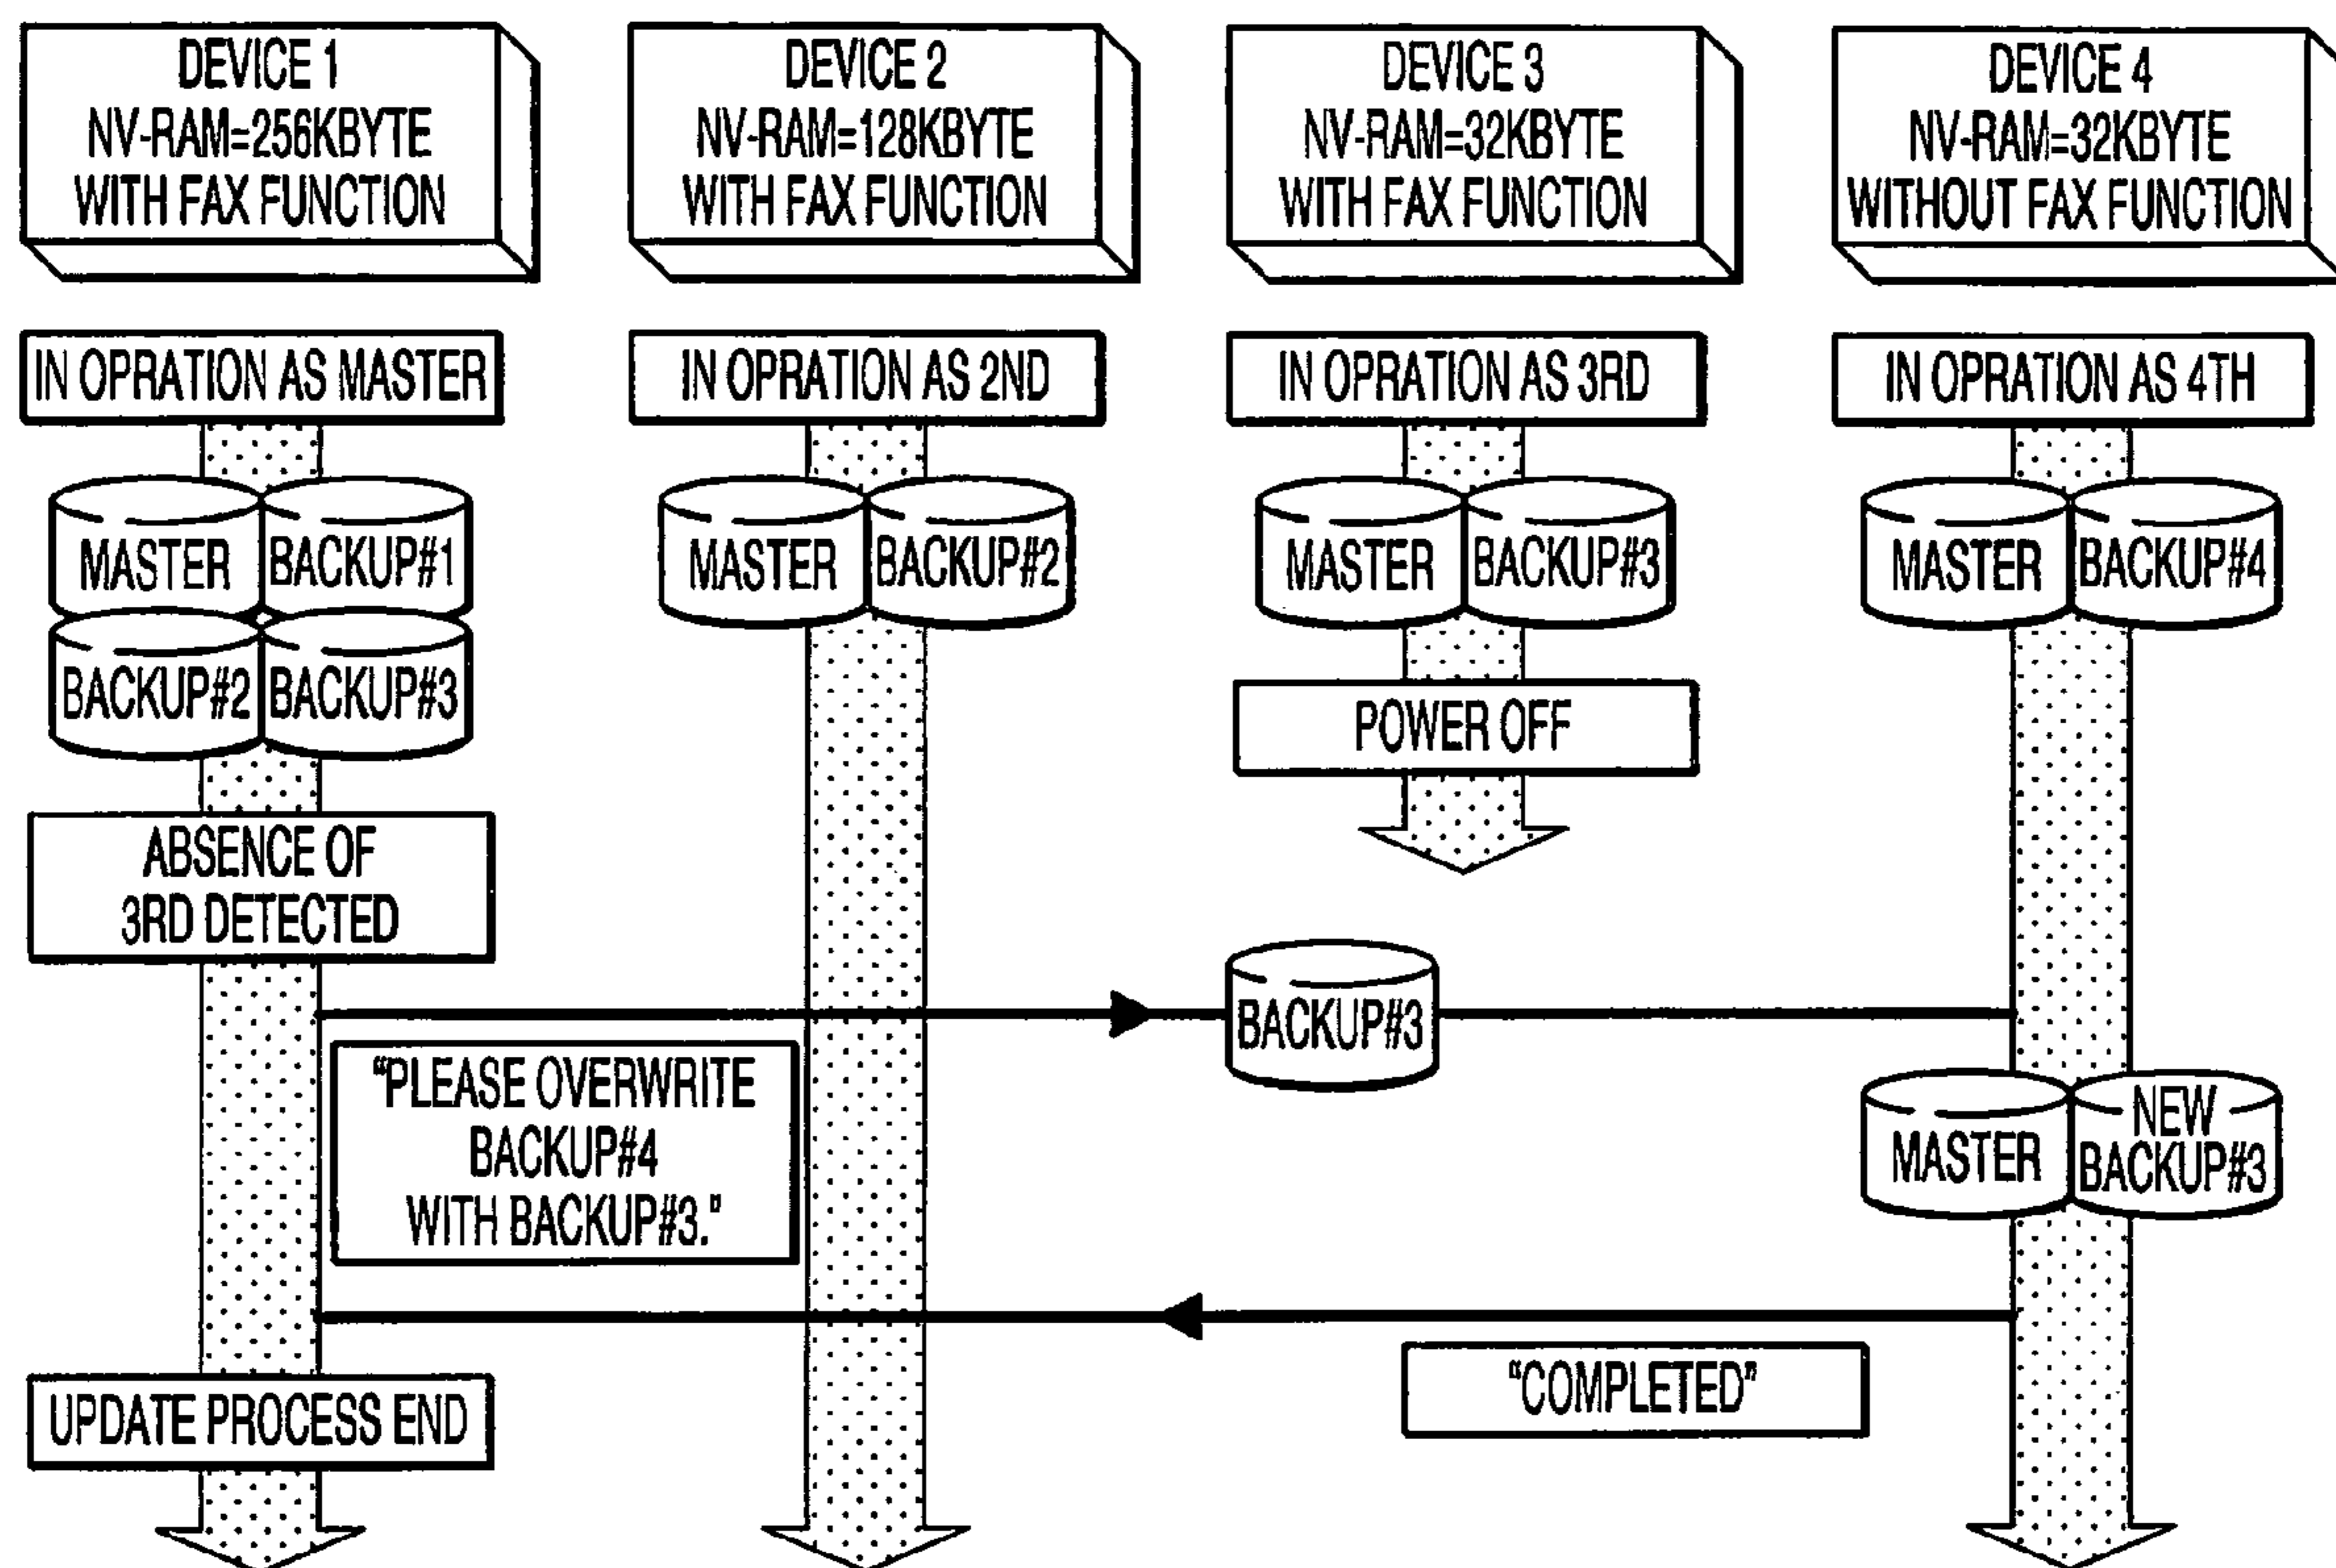 DEVICE 1
NV-RAM=256KBYTE
WITH FAX FUNCTION
DEVICE 2
NV-RAM=128KBYTE
WITH FAX FUNCTION
DEVICE 3
NV-RAM=32KBYTE
WITH FAX FUNCTION
DEVICE 4
NV-RAM=32KBYTE
WITHOUT FAX FUNCTION
IN OPRATION AS MASTER
IN OPRATION AS 2ND
IN OPRATION AS 3RD
IN OPRATION AS 4TH
MASTER
BACKUP#1
BACKUP#2
BACKUP#3
MASTER
BACKUP#2
MASTER
BACKUP#3
MASTER
BACKUP#4
POWER OFF
ABSENCE OF
3RD DETECTED
BACKUP#3
“PLEASE OVERWRITE
BACKUP#4
WITH BACKUP#3.”
MASTER
NEW
BACKUP#3
“COMPLETED”
UPDATE PROCESS END